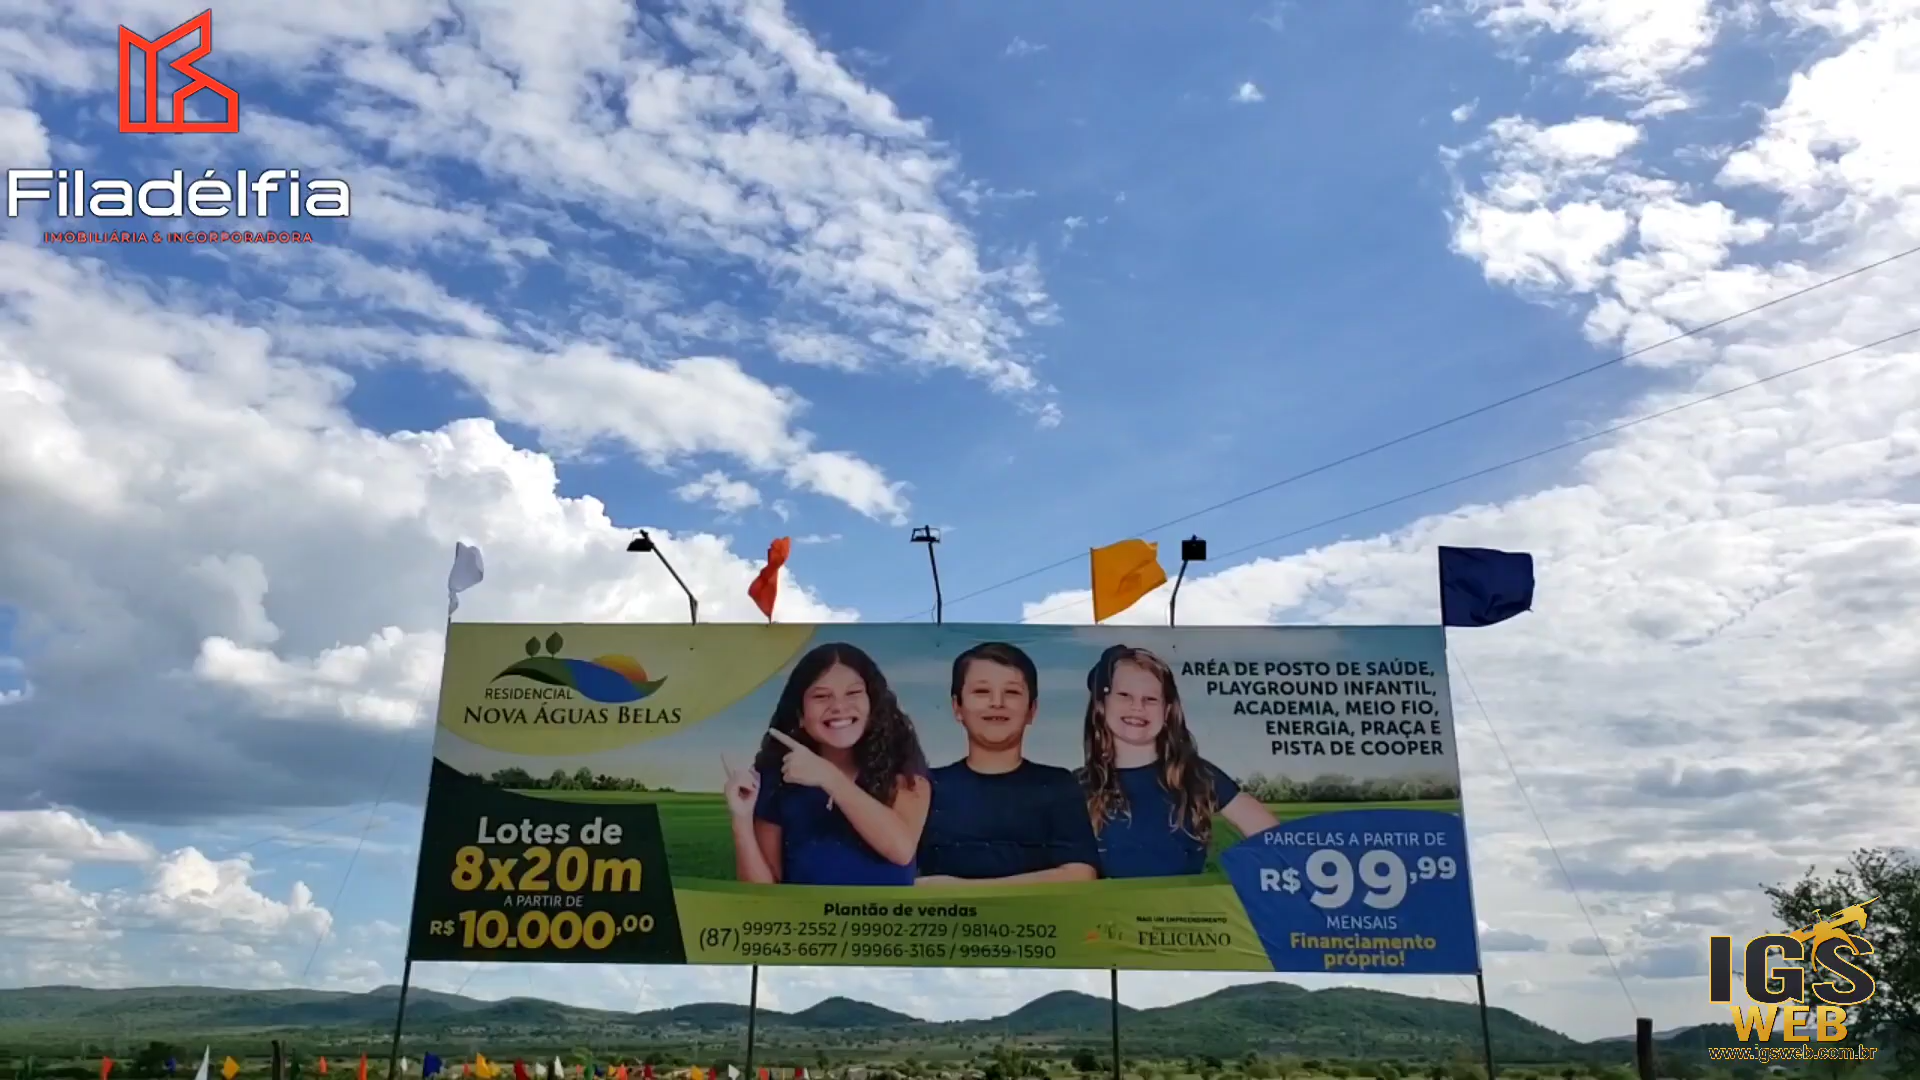 Filadélfia
IMOBILIÁRIA & INCORPORADORA
RESIDENCIAL
NOVA ÁGUAS BELAS
ARÉA DE POSTO DE SAÚDE,
PLAYGROUND INFANTIL,
ACADEMIA, MEIO FIO,
ENERGIA, PRAÇA E
PISTA DE COOPER
Lotes de
8x20m
A PARTIR DE
R$ 10.000,00
Plantão de vendas
(87) 99973-2552 / 99902-2729 / 98140-2502
99643-6677 / 99966-3165 / 99639-1590
MAIS UM EMPREENDIMENTO
FELICIANO
PARCELAS A PARTIR DE
R$ 99,99
MENSAIS
Financiamento
próprio!
IGS
WEB
www.igsweb.com.br